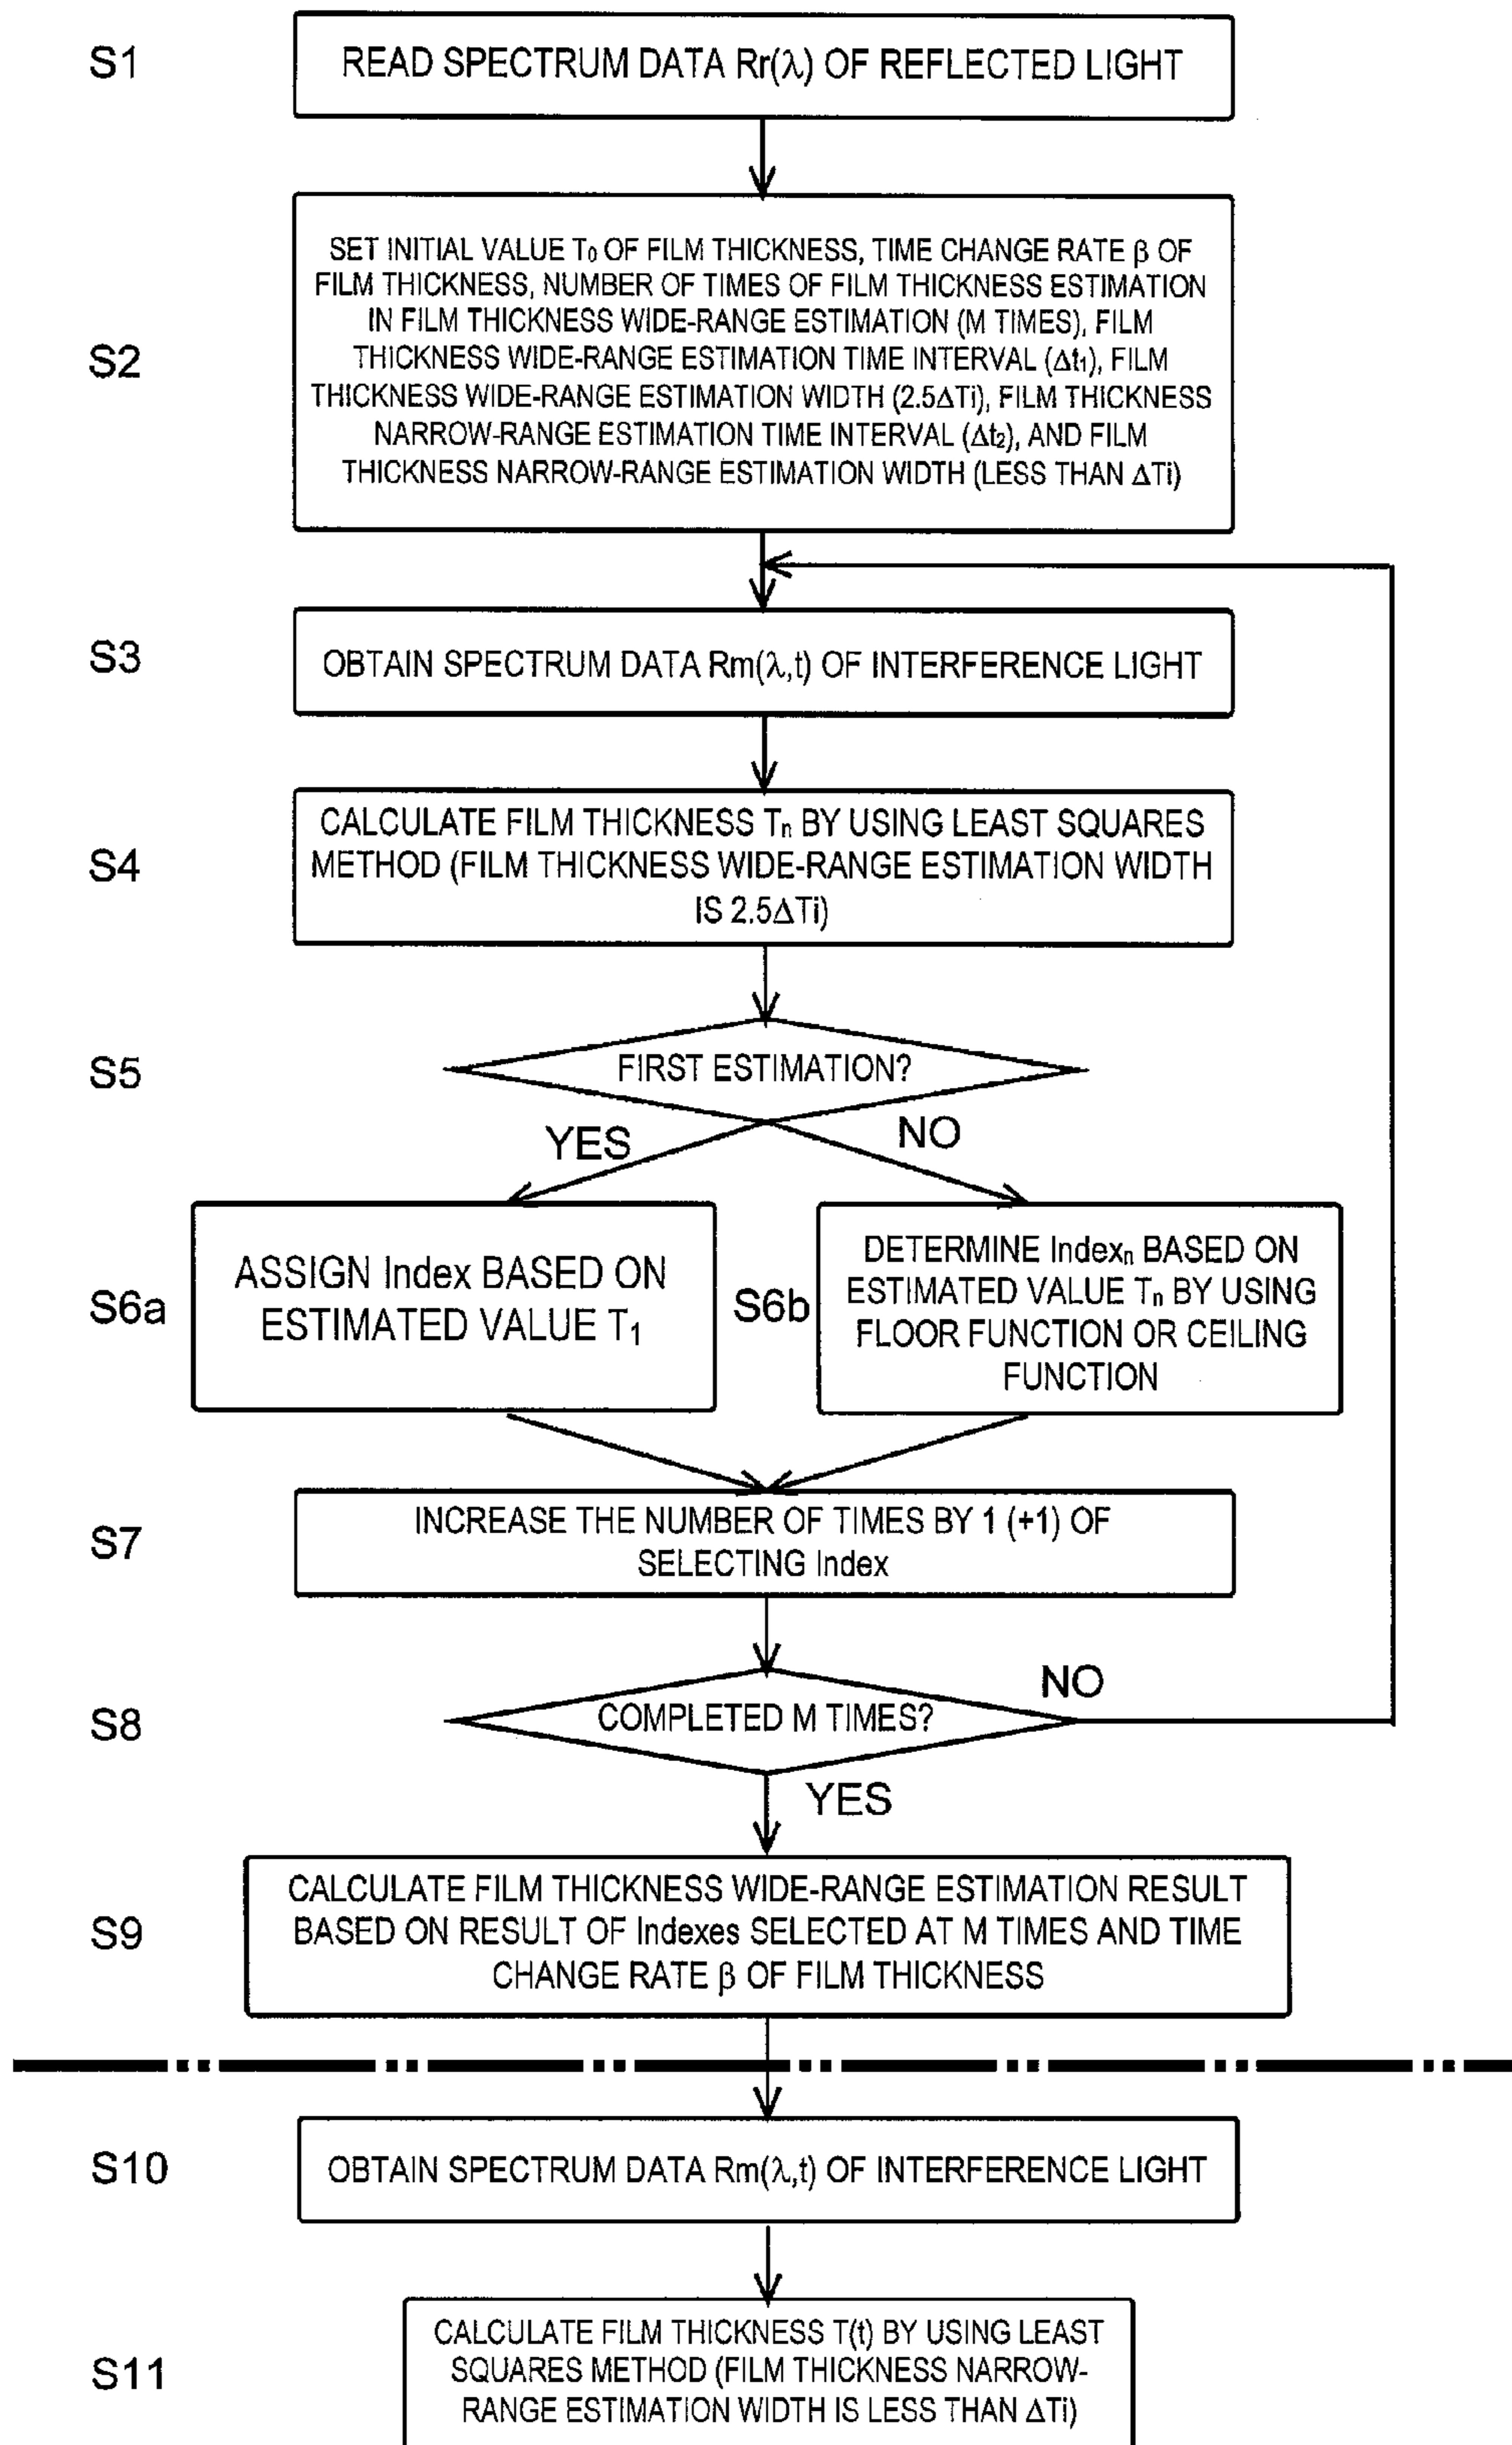 S1
READ SPECTRUM DATA Rr(λ) OF REFLECTED LIGHT
S2
SET INITIAL VALUE T₀ OF FILM THICKNESS, TIME CHANGE RATE β OF
FILM THICKNESS, NUMBER OF TIMES OF FILM THICKNESS ESTIMATION
IN FILM THICKNESS WIDE-RANGE ESTIMATION (M TIMES), FILM
THICKNESS WIDE-RANGE ESTIMATION TIME INTERVAL (Δt₁), FILM
THICKNESS WIDE-RANGE ESTIMATION WIDTH (2.5ΔTi), FILM THICKNESS
NARROW-RANGE ESTIMATION TIME INTERVAL (Δt₂), AND FILM
THICKNESS NARROW-RANGE ESTIMATION WIDTH (LESS THAN ΔTi)
S3
OBTAIN SPECTRUM DATA Rm(λ,t) OF INTERFERENCE LIGHT
S4
CALCULATE FILM THICKNESS Tₙ BY USING LEAST SQUARES
METHOD (FILM THICKNESS WIDE-RANGE ESTIMATION WIDTH
IS 2.5ΔTi)
S5
FIRST ESTIMATION?
YES
NO
S6a
ASSIGN Index BASED ON
ESTIMATED VALUE T₁
S6b
DETERMINE Indexₙ BASED ON
ESTIMATED VALUE Tₙ BY USING
FLOOR FUNCTION OR CEILING
FUNCTION
S7
INCREASE THE NUMBER OF TIMES BY 1 (+1) OF
SELECTING Index
S8
COMPLETED M TIMES?
NO
YES
S9
CALCULATE FILM THICKNESS WIDE-RANGE ESTIMATION RESULT
BASED ON RESULT OF Indexes SELECTED AT M TIMES AND TIME
CHANGE RATE β OF FILM THICKNESS
S10
OBTAIN SPECTRUM DATA Rm(λ,t) OF INTERFERENCE LIGHT
S11
CALCULATE FILM THICKNESS T(t) BY USING LEAST
SQUARES METHOD (FILM THICKNESS NARROW-
RANGE ESTIMATION WIDTH IS LESS THAN ΔTi)